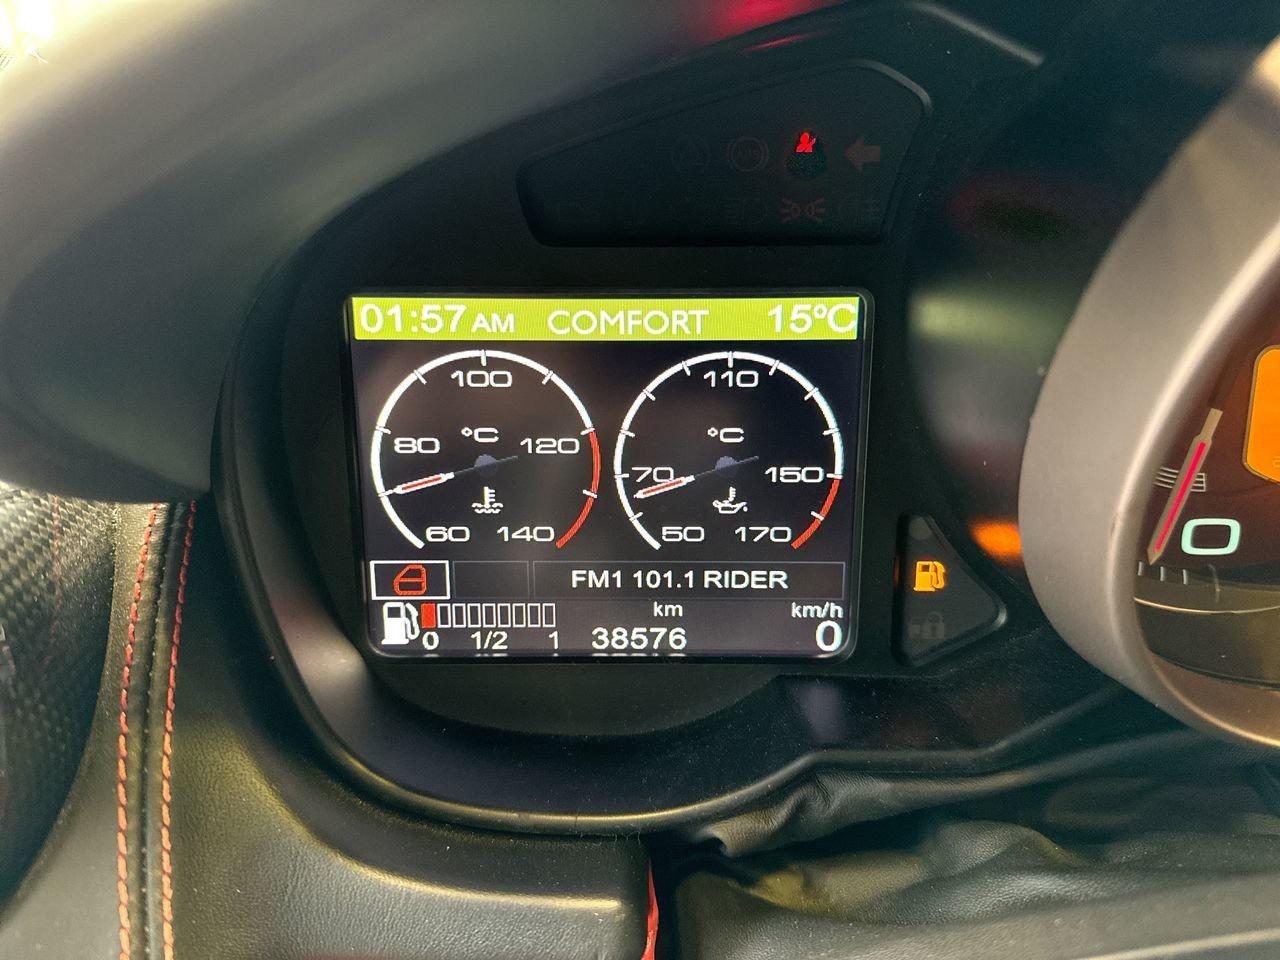 01:57 AM COMFORT 15ºC
100 110
80 °C 120 70 °C 150
60 140 50 170
FM1 101.1 RIDER
km km/h
0 1/2 1 38576 0
0